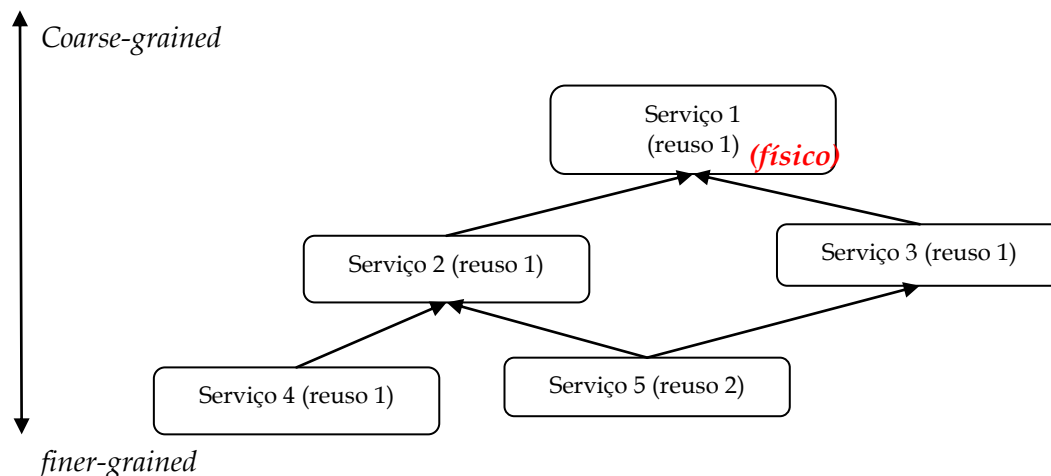 Coarse-grained
Serviço 1
(reuso 1)
(físico)
Serviço 2 (reuso 1)
Serviço 3 (reuso 1)
Serviço 4 (reuso 1)
Serviço 5 (reuso 2)
finer-grained